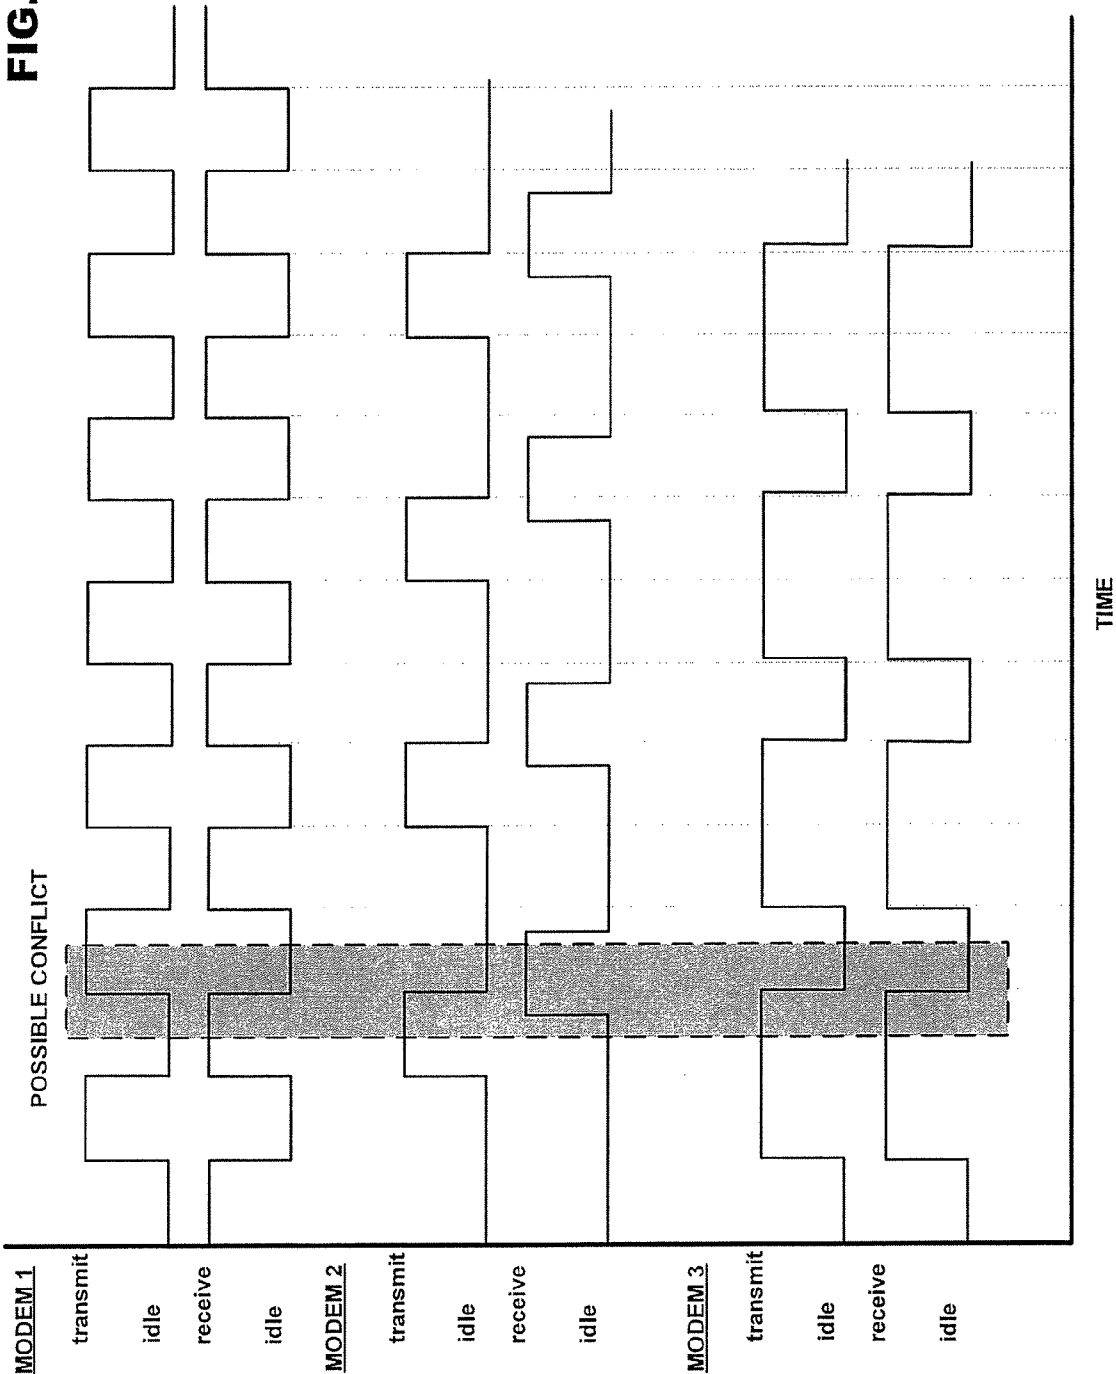 FIG.
POSSIBLE CONFLICT
MODEM 1
transmit
idle
receive
idle
MODEM 2
transmit
idle
receive
idle
MODEM 3
transmit
idle
receive
idle
TIME